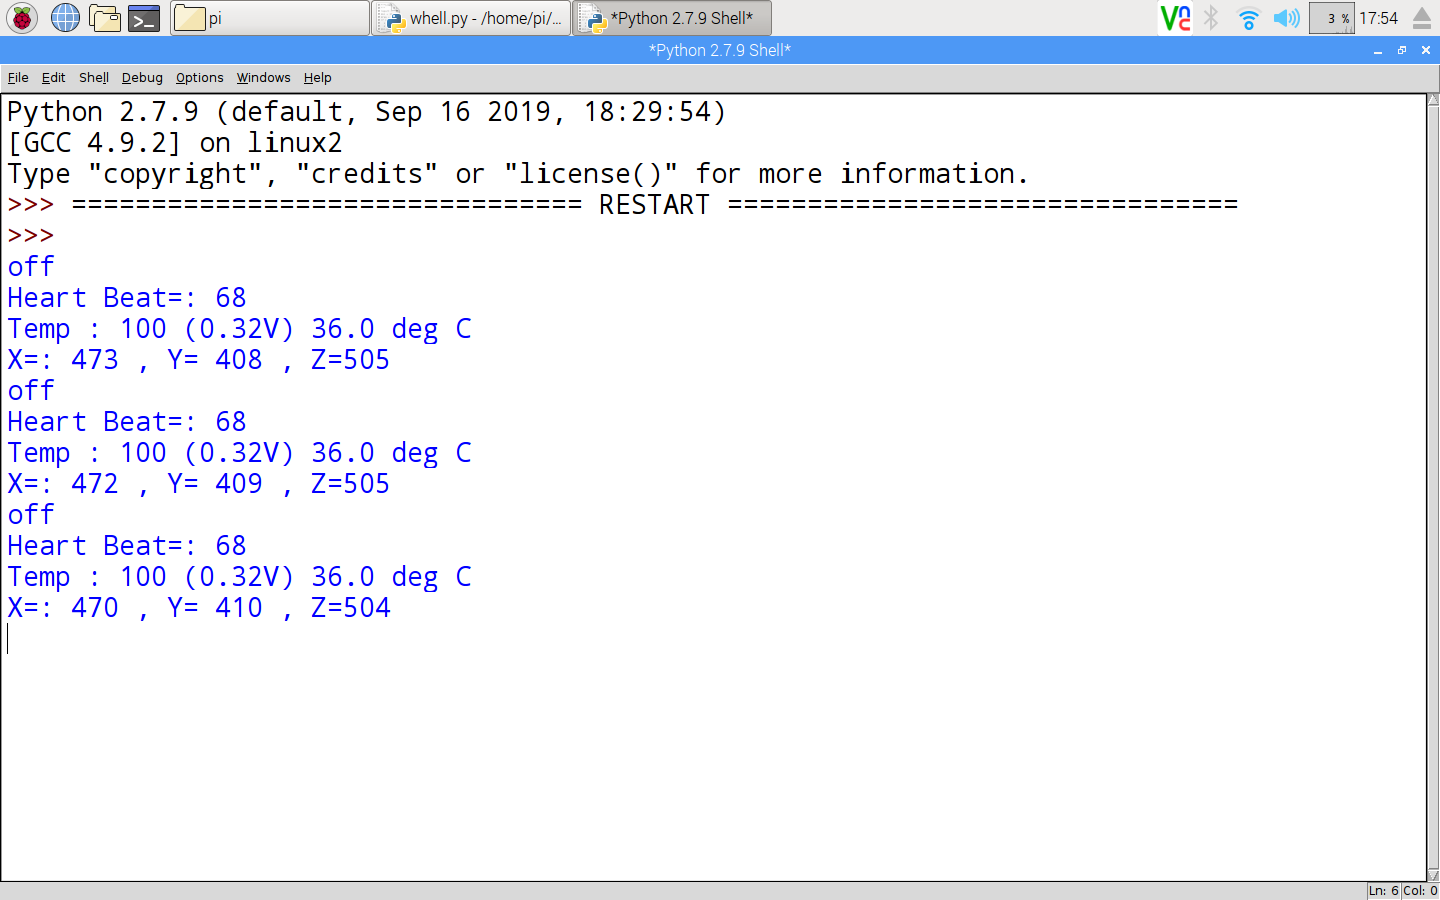 pi
whell.py - /home/pi/...
*Python 2.7.9 Shell*
3 %
17:54
*Python 2.7.9 Shell*
File Edit Shell Debug Options Windows Help
Python 2.7.9 (default, Sep 16 2019, 18:29:54)
[GCC 4.9.2] on linux2
Type "copyright", "credits" or "license()" for more information.
>>> ================================ RESTART ================================
>>>
off
Heart Beat=: 68
Temp : 100 (0.32V) 36.0 deg C
X=: 473 , Y= 408 , Z=505
off
Heart Beat=: 68
Temp : 100 (0.32V) 36.0 deg C
X=: 472 , Y= 409 , Z=505
off
Heart Beat=: 68
Temp : 100 (0.32V) 36.0 deg C
X=: 470 , Y= 410 , Z=504
Ln: 6 Col: 0